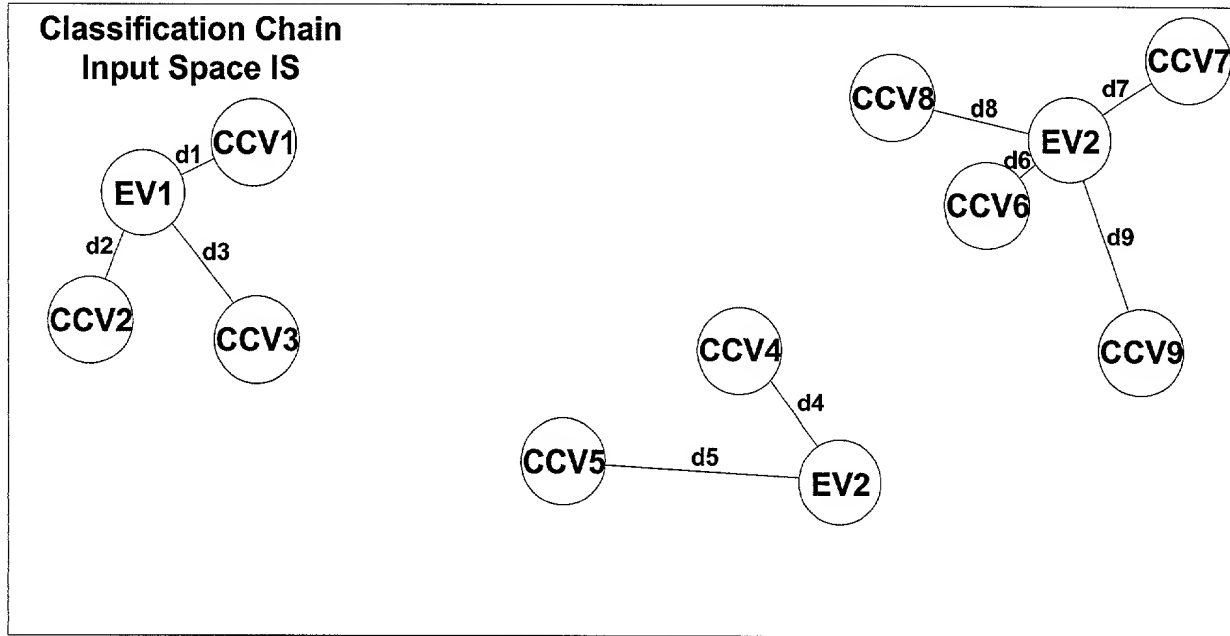 Classification Chain
Input Space IS
CCV1
d1
EV1
d2
d3
CCV2
CCV3
CCV7
CCV8
d8
d7
EV2
d6
CCV6
d9
CCV9
CCV4
d4
CCV5
d5
EV2